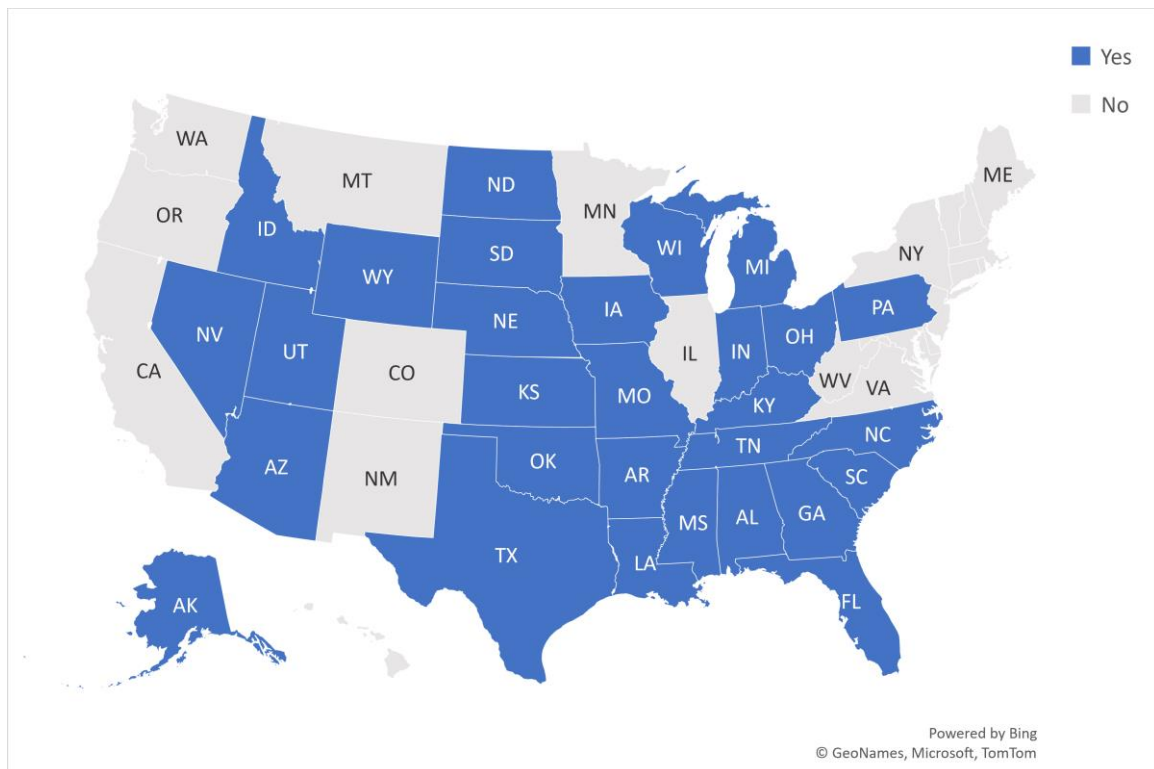 Yes
No
WA
MT
ND
MN
ME
OR
ID
SD
WI
MI
NY
WY
IA
PA
NE
NV
UT
CO
IL
IN
OH
CA
WV
VA
KS
MO
KY
AZ
NM
OK
TN
NC
AR
SC
MS
AL
GA
TX
LA
FL
AK
Powered by Bing
© GeoNames, Microsoft, TomTom